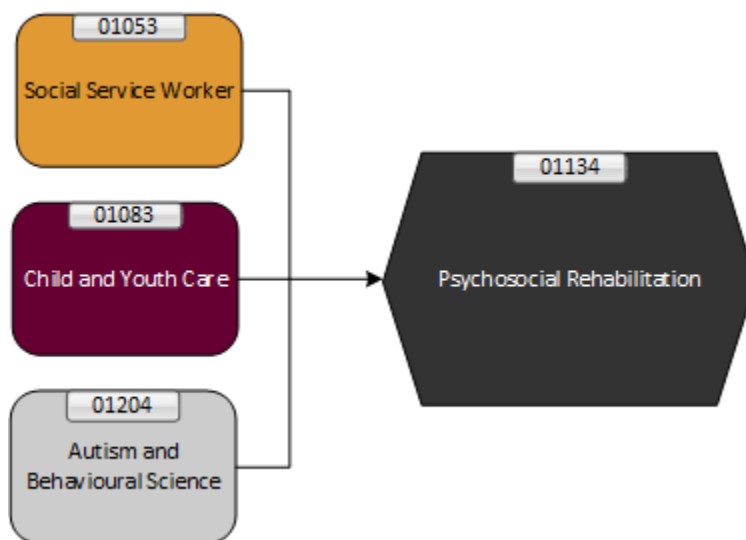 01053
Social Service Worker
01083
Child and Youth Care
01204
Autism and
Behavioural Science
01134
Psychosocial Rehabilitation